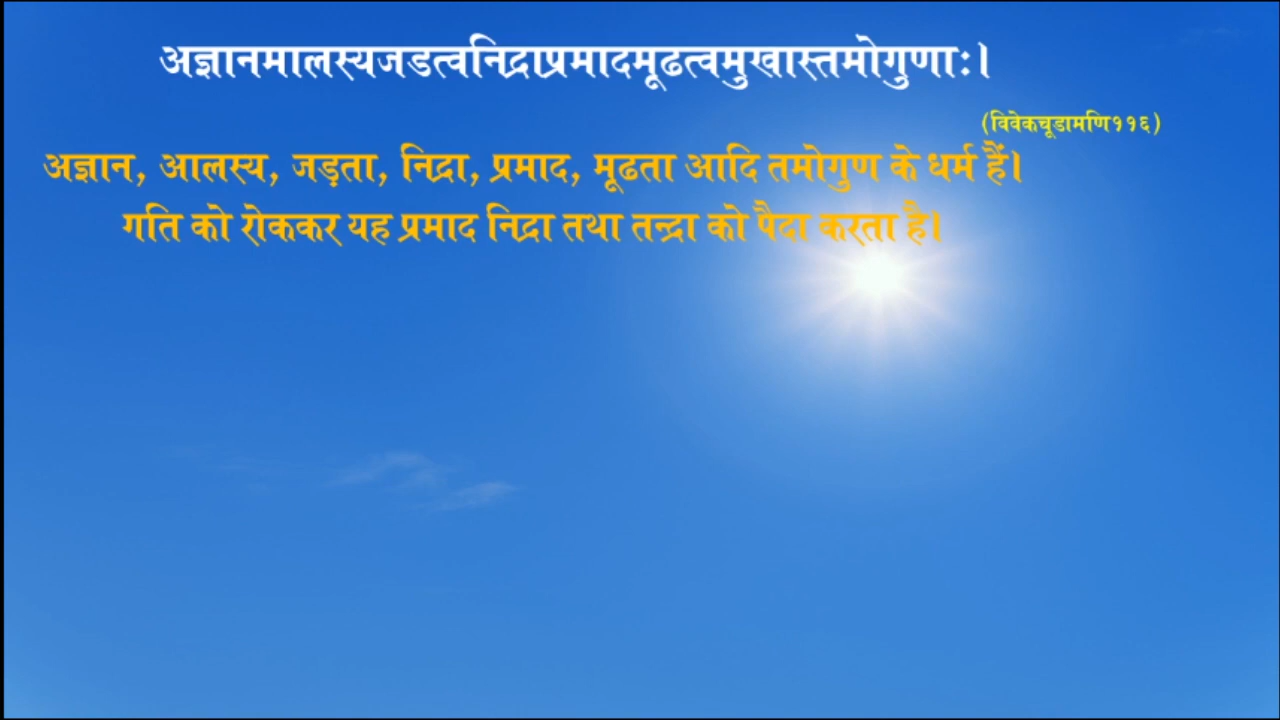 अज्ञानमालस्यजडत्वनिद्राप्रमादमूढत्वमुखास्तमोगुणाः।
(विवेकचूडामणि११६)
अज्ञान, आलस्य, जड़ता, निद्रा, प्रमाद, मूढता आदि तमोगुण के धर्म हैं।
गति को रोककर यह प्रमाद निद्रा तथा तन्द्रा को पैदा करता है।